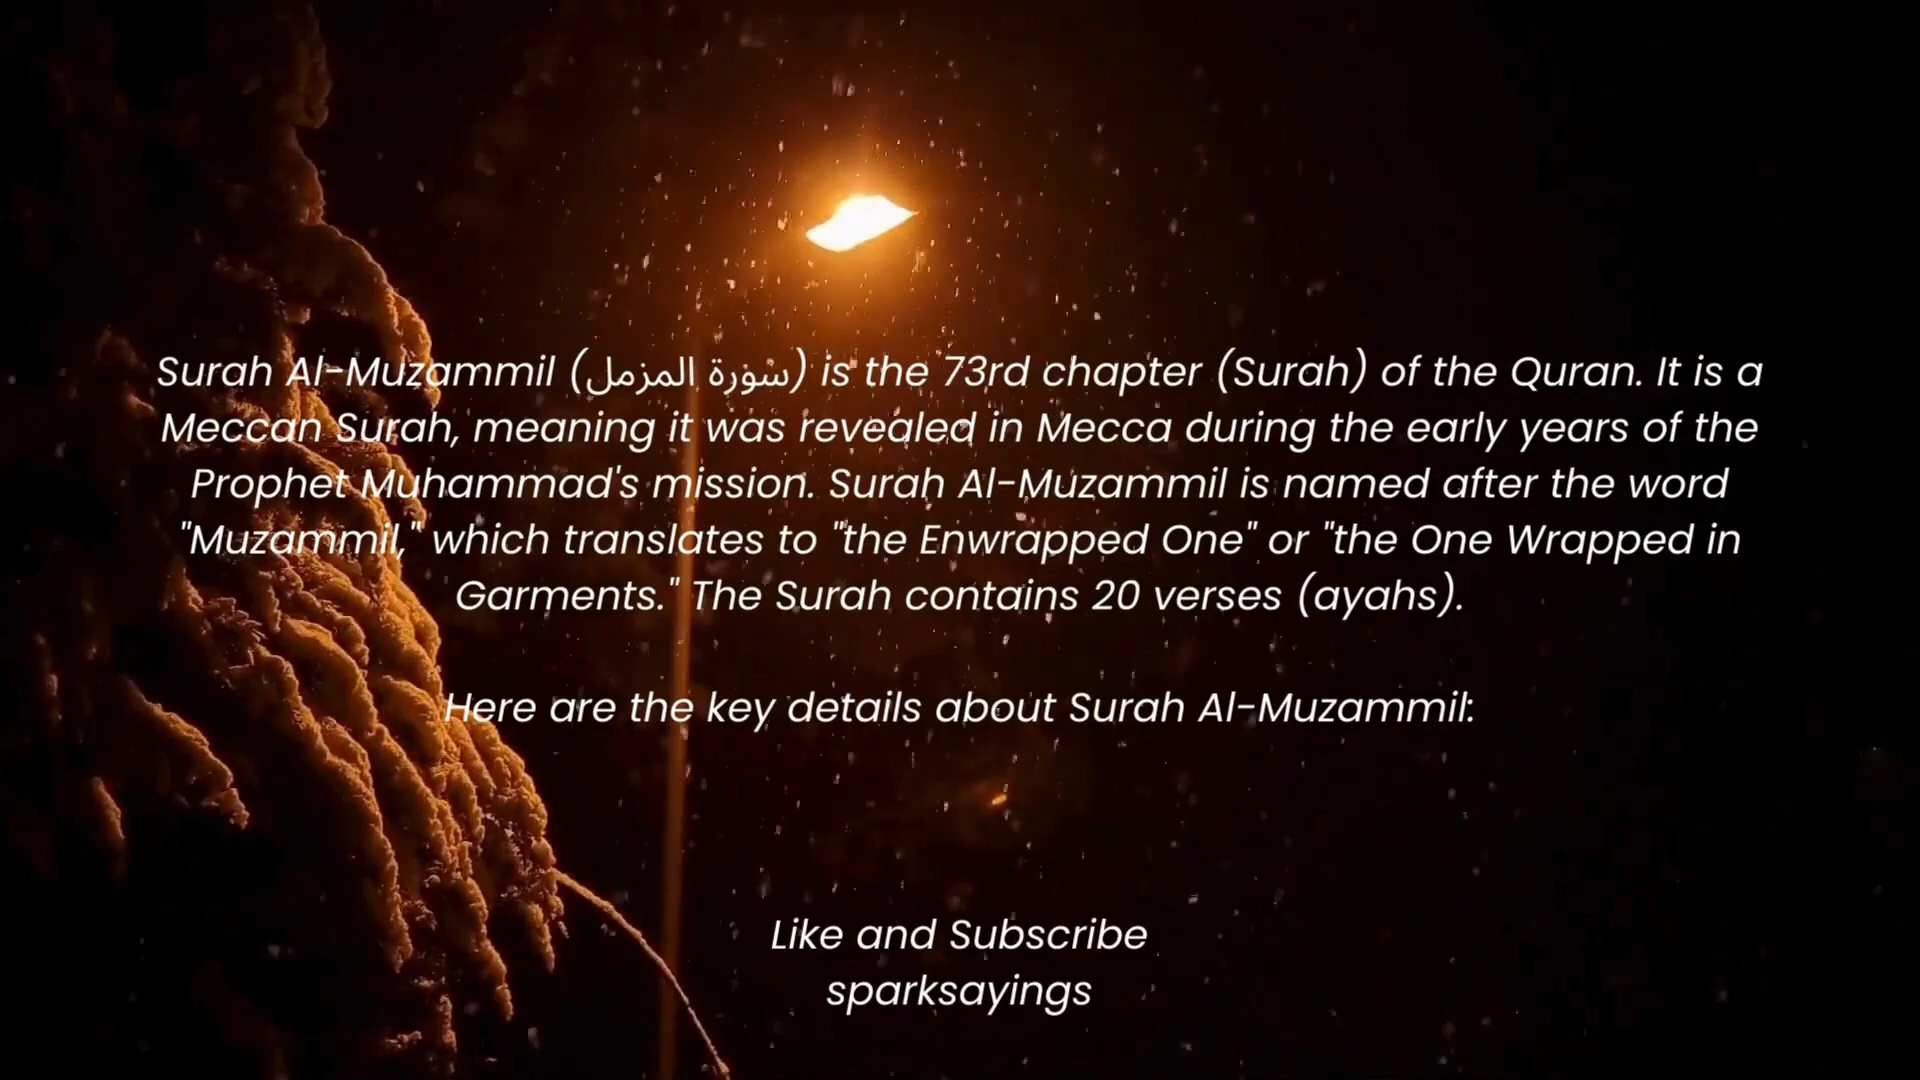 Surah Al-Muzammil (سورة المزمل) is the 73rd chapter (Surah) of the Quran. It is a
Meccan Surah, meaning it was revealed in Mecca during the early years of the
Prophet Muhammad's mission. Surah Al-Muzammil is named after the word
"Muzammil," which translates to "the Enwrapped One" or "the One Wrapped in
Garments." The Surah contains 20 verses (ayahs).
Here are the key details about Surah Al-Muzammil:
Like and Subscribe
sparksayings